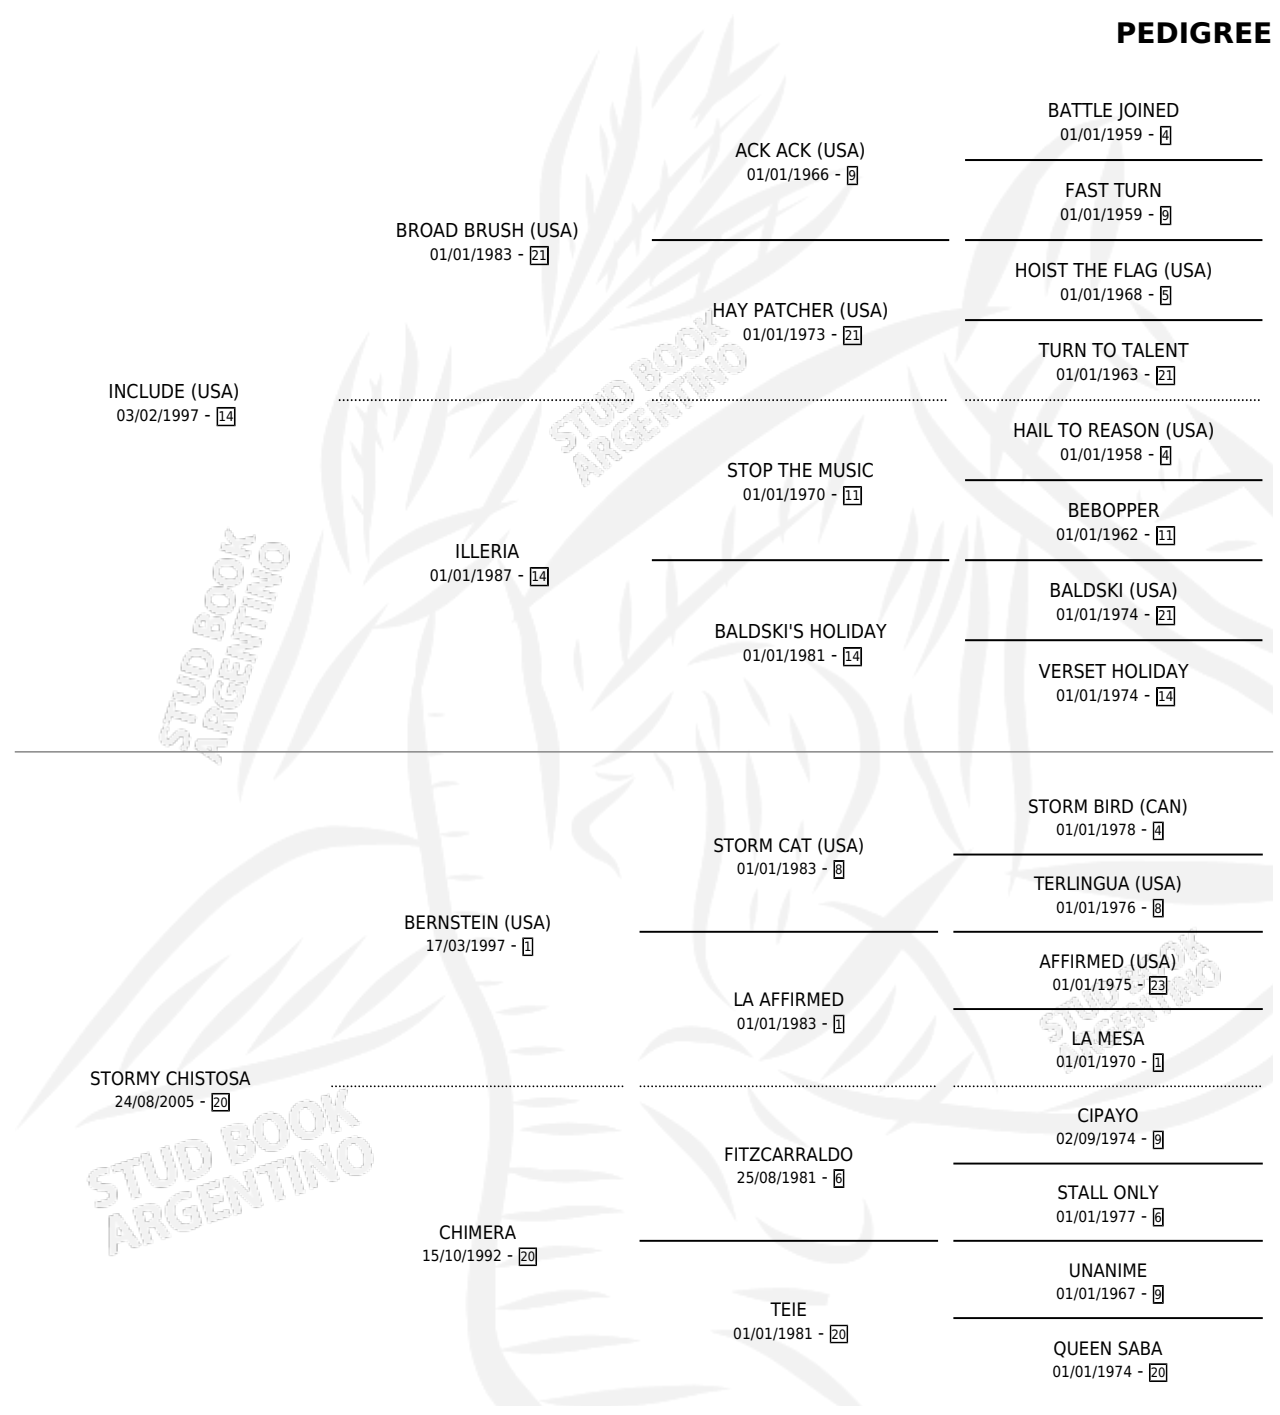 PEDIGREE
BATTLE JOINED
01/01/1959 - 4
ACK ACK (USA)
01/01/1966 - 9
FAST TURN
01/01/1959 - 9
BROAD BRUSH (USA)
01/01/1983 - 21
HOIST THE FLAG (USA)
01/01/1968 - 5
HAY PATCHER (USA)
01/01/1973 - 21
TURN TO TALENT
01/01/1963 - 21
INCLUDE (USA)
03/02/1997 - 14
STUD BOOK
ARGENTINO
HAIL TO REASON (USA)
01/01/1958 - 4
STOP THE MUSIC
01/01/1970 - 11
BEBOPPER
01/01/1962 - 11
ILLERIA
01/01/1987 - 14
BALDSKI (USA)
01/01/1974 - 21
BALDSKI'S HOLIDAY
01/01/1981 - 14
VERSET HOLIDAY
01/01/1974 - 14
STUD BOOK
ARGENTINO
STORM BIRD (CAN)
01/01/1978 - 4
STORM CAT (USA)
01/01/1983 - 8
TERLINGUA (USA)
01/01/1976 - 8
BERNSTEIN (USA)
17/03/1997 - 1
AFFIRMED (USA)
01/01/1975 - 23
LA AFFIRMED
01/01/1983 - 1
STUD BOOK
ARGENTINO
LA MESA
01/01/1970 - 1
STORMY CHISTOSA
24/08/2005 - 20
STUD BOOK
ARGENTINO
CIPAYO
02/09/1974 - 9
FITZCARRALDO
25/08/1981 - 6
STALL ONLY
01/01/1977 - 6
CHIMERA
15/10/1992 - 20
UNANIME
01/01/1967 - 9
TEIE
01/01/1981 - 20
QUEEN SABA
01/01/1974 - 20